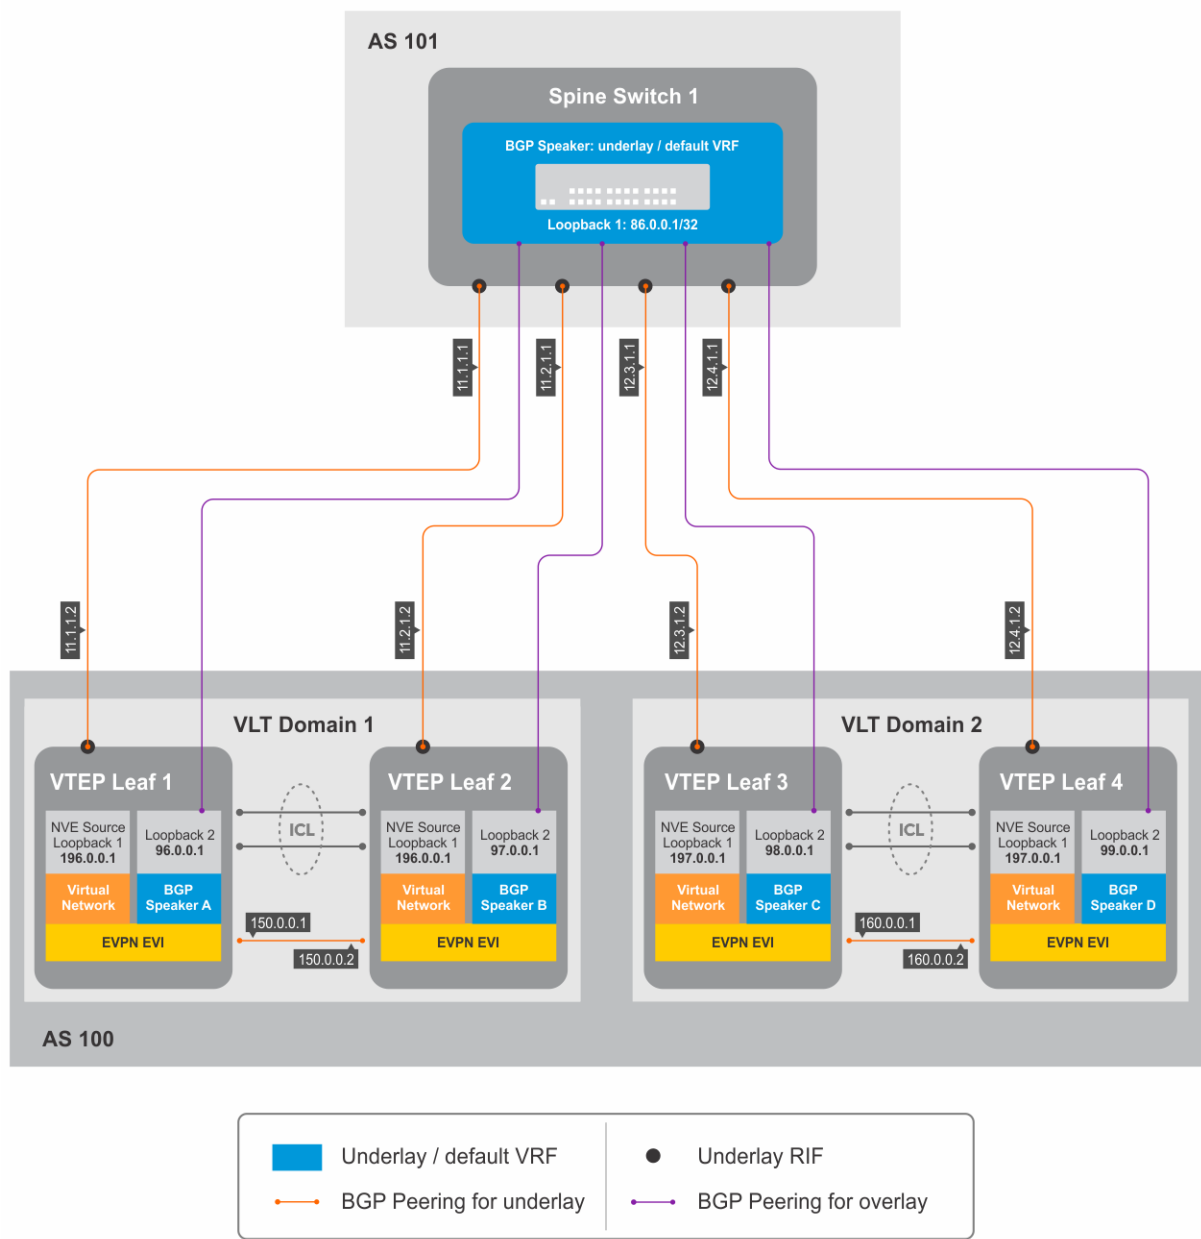 AS 101
Spine Switch 1
BGP Speaker: underlay / default VRF
Loopback 1: 86.0.0.1/32
11.1.1.1
11.2.1.1
12.3.1.1
12.4.1.1
11.1.1.2
11.2.1.2
12.3.1.2
12.4.1.2
VLT Domain 1
VTEP Leaf 1
NVE Source
Loopback 1
196.0.0.1
Loopback 2
96.0.0.1
Virtual
Network
BGP
Speaker A
EVPN EVI
ICL
150.0.0.1
150.0.0.2
VTEP Leaf 2
NVE Source
Loopback 1
196.0.0.1
Loopback 2
97.0.0.1
Virtual
Network
BGP
Speaker B
EVPN EVI
VLT Domain 2
VTEP Leaf 3
NVE Source
Loopback 1
197.0.0.1
Loopback 2
98.0.0.1
Virtual
Network
BGP
Speaker C
EVPN EVI
ICL
160.0.0.1
160.0.0.2
VTEP Leaf 4
NVE Source
Loopback 1
197.0.0.1
Loopback 2
99.0.0.1
Virtual
Network
BGP
Speaker D
EVPN EVI
AS 100
Underlay / default VRF
Underlay RIF
BGP Peering for underlay
BGP Peering for overlay